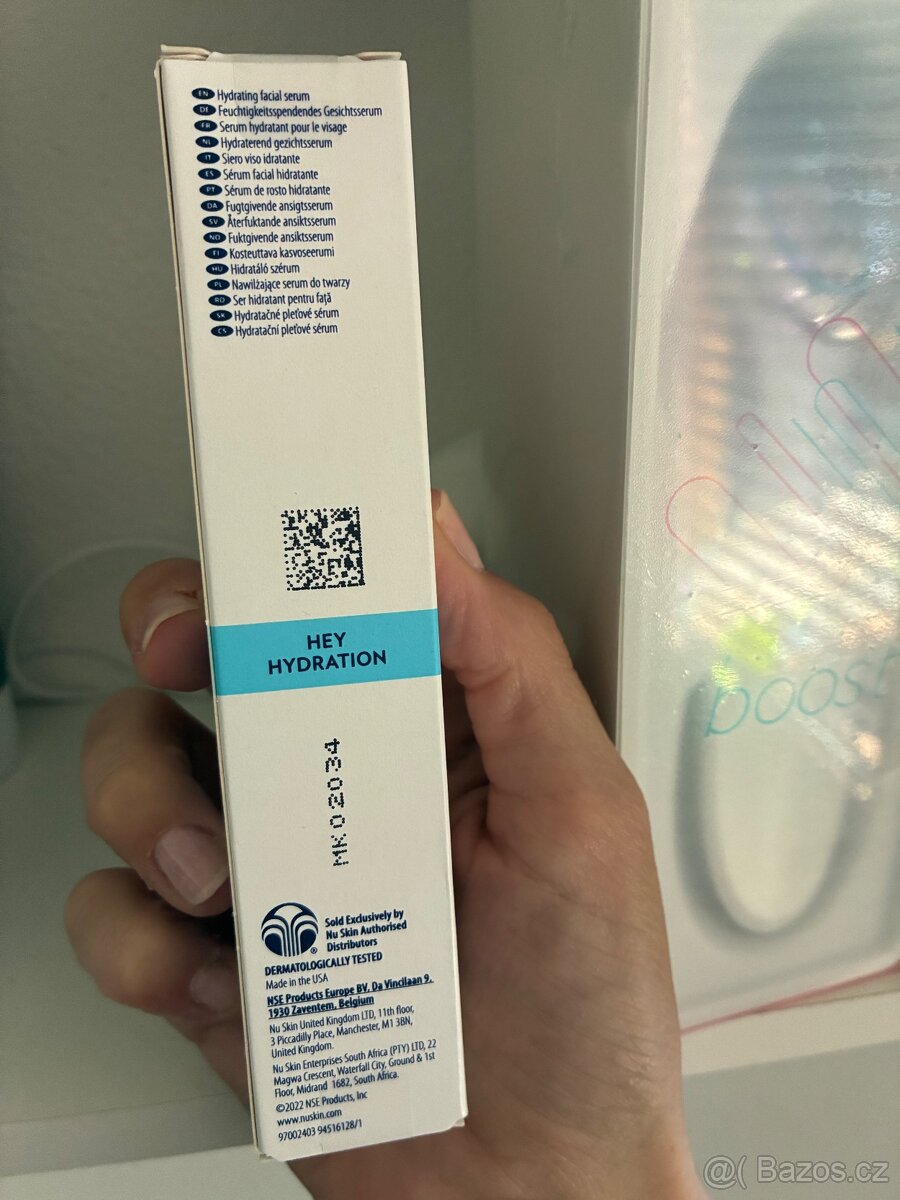 EN Hydrating facial serum
DE Feuchtigkeitsspendendes Gesichtsserum
FR Serum hydratant pour le visage
NL Hydraterend gezichtsserum
IT Siero viso idratante
ES Sérum facial hidratante
PT Sérum de rosto hidratante
DA Fugtgivende ansigtsserum
SV Återfuktande ansiktsserum
NO Fuktgivende ansiktsserum
FI Kosteuttava kasvoseerumi
HU Hidratáló szérum
PL Nawilżające serum do twarzy
RO Ser hidratant pentru față
SK Hydratačné pleťové sérum
CS Hydratační pleťové sérum
HEY
HYDRATION
MK02034
Sold Exclusively by
Nu Skin Authorised
Distributors
®
DERMATOLOGICALLY TESTED
Made in the USA
NSE Products Europe BV, Da Vincilaan 9,
1930 Zaventem, Belgium
Nu Skin United Kingdom LTD, 11th floor,
3 Piccadilly Place, Manchester, M1 3BN,
United Kingdom.
Nu Skin Enterprises South Africa (PTY) LTD, 22
Magwa Crescent, Waterfall City, Ground & 1st
Floor, Midrand 1682, South Africa.
©2022 NSE Products, Inc
www.nuskin.com
97002403 94516128/1
boost
@( Bazos.cz